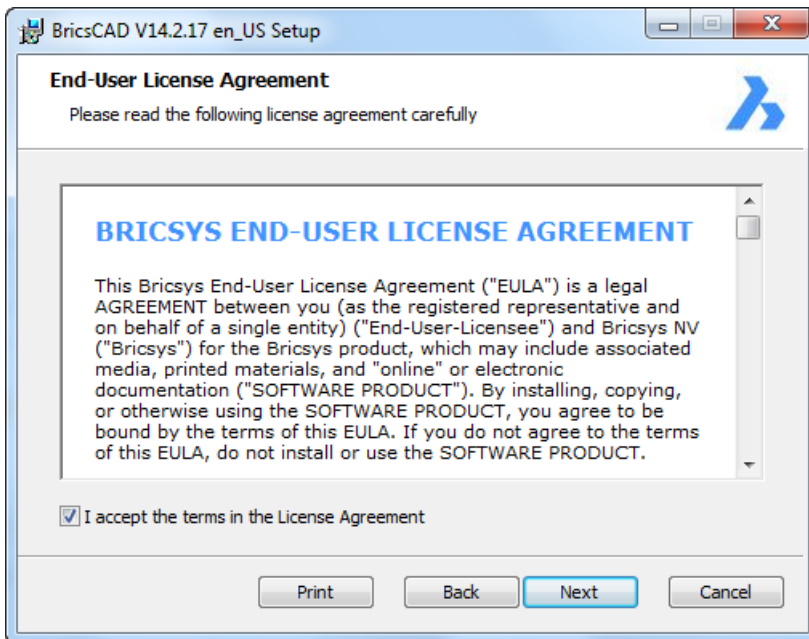 BricsCAD V14.2.17 en_US Setup
End-User License Agreement
Please read the following license agreement carefully
BRICSYS END-USER LICENSE AGREEMENT
This Bricsys End-User License Agreement ("EULA") is a legal
AGREEMENT between you (as the registered representative and
on behalf of a single entity) ("End-User-Licensee") and Bricsys NV
("Bricsys") for the Bricsys product, which may include associated
media, printed materials, and "online" or electronic
documentation ("SOFTWARE PRODUCT"). By installing, copying,
or otherwise using the SOFTWARE PRODUCT, you agree to be
bound by the terms of this EULA. If you do not agree to the terms
of this EULA, do not install or use the SOFTWARE PRODUCT.
I accept the terms in the License Agreement
Print Back Next Cancel